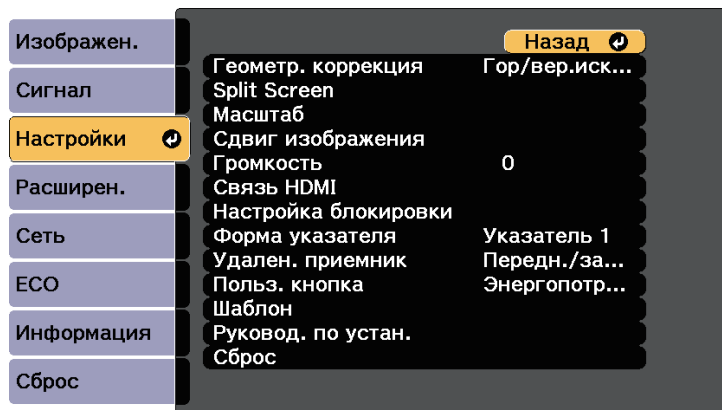 Изображен.
Сигнал
Настройки
Расширен.
Сеть
ECO
Информация
Сброс
Назад
Геометр. коррекция Гор/вер.иск...
Split Screen
Масштаб
Сдвиг изображения
Громкость 0
Связь HDMI
Настройка блокировки
Форма указателя Указатель 1
Удален. приемник Передн./за...
Польз. кнопка Энергопотр...
Шаблон
Руковод. по устан.
Сброс